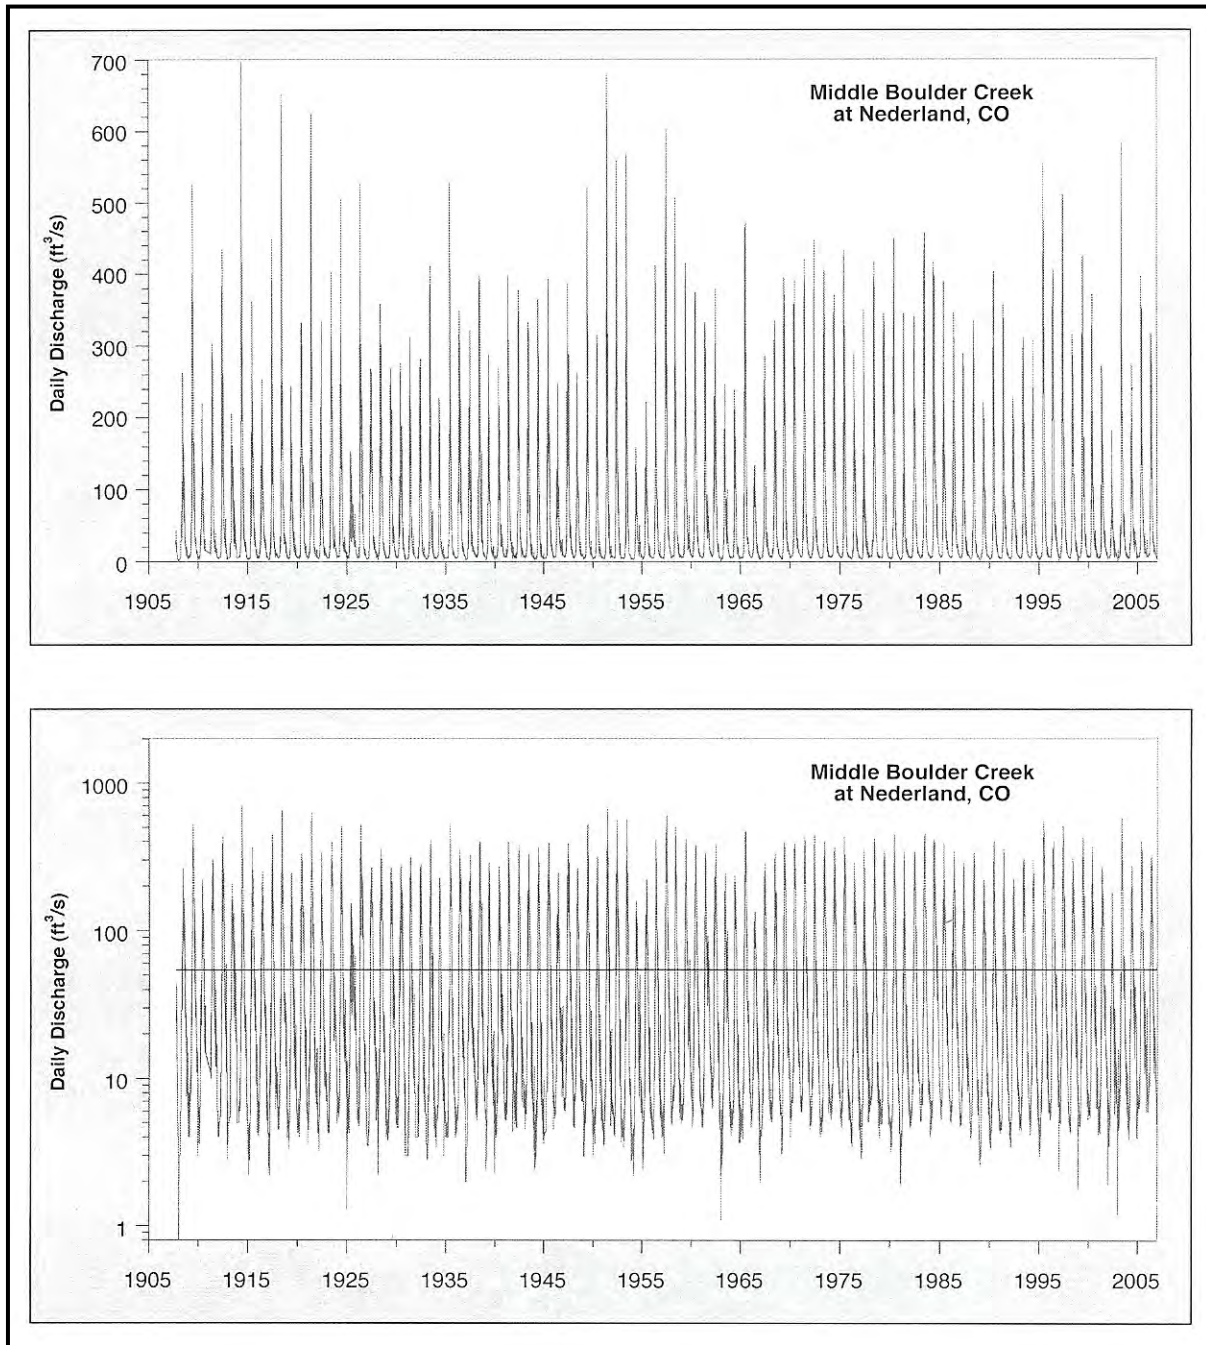 700
600
500
400
300
200
100
0
Daily Discharge (ft³/s)
Middle Boulder Creek
at Nederland, CO
1905 1915 1925 1935 1945 1955 1965 1975 1985 1995 2005
1000
100
10
1
Daily Discharge (ft³/s)
Middle Boulder Creek
at Nederland, CO
1905 1915 1925 1935 1945 1955 1965 1975 1985 1995 2005